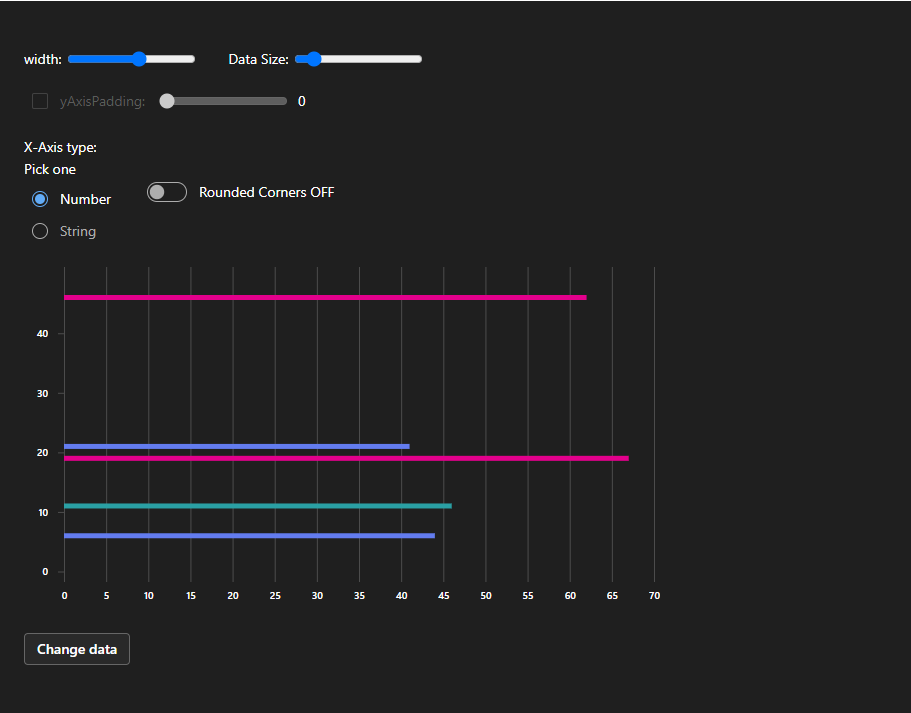 width: Data Size:
yAxisPadding: 0
X-Axis type:
Pick one
Number
Rounded Corners OFF
String
40
30
20
10
0
0 5 10 15 20 25 30 35 40 45 50 55 60 65 70
Change data